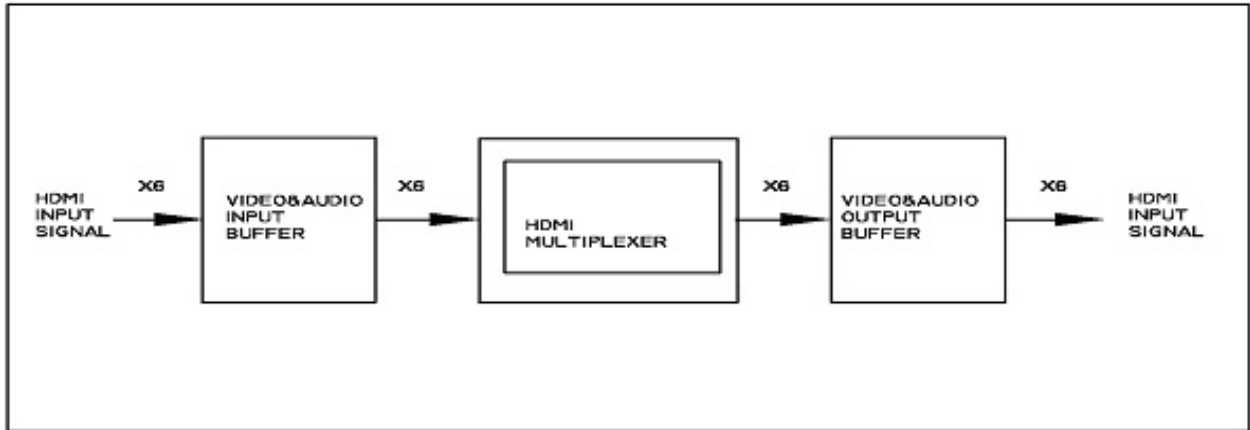 HDMI
INPUT
SIGNAL
X6
VIDEO&AUDIO
INPUT
BUFFER
X6
HDMI
MULTIPLEXER
X6
VIDEO&AUDIO
OUTPUT
BUFFER
X6
HDMI
INPUT
SIGNAL